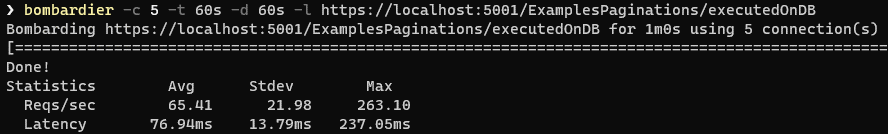 ❯ bombardier -c 5 -t 60s -d 60s -l https://localhost:5001/ExamplesPaginations/executedOnDB
Bombarding https://localhost:5001/ExamplesPaginations/executedOnDB for 1m0s using 5 connection(s)
[==========================================================================================
Done!
Statistics        Avg      Stdev        Max
  Reqs/sec        65.41      21.98     263.10
  Latency       76.94ms    13.79ms   237.05ms